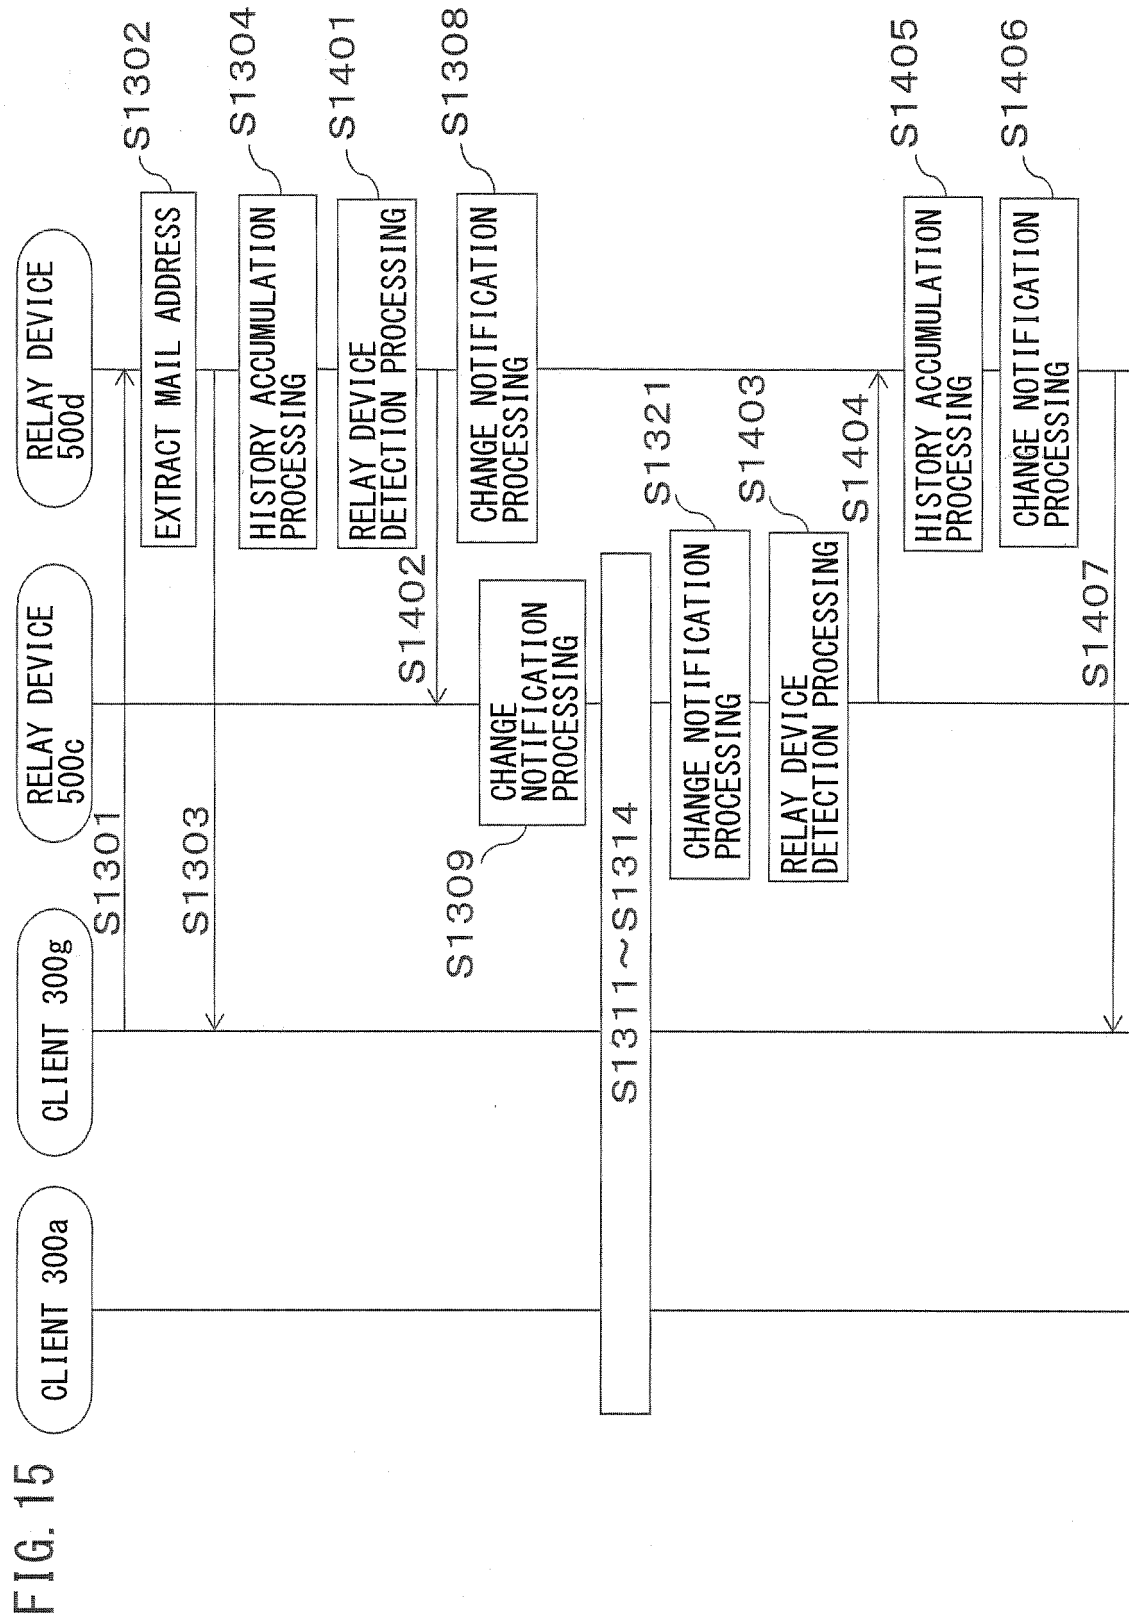 FIG. 15
CLIENT 300a
CLIENT 300g
RELAY DEVICE
500c
RELAY DEVICE
500d
S1301
EXTRACT MAIL ADDRESS
S1302
S1303
HISTORY ACCUMULATION
PROCESSING
S1304
RELAY DEVICE
DETECTION PROCESSING
S1401
S1402
CHANGE NOTIFICATION
PROCESSING
S1308
CHANGE
NOTIFICATION
PROCESSING
S1309
S1311~S1314
CHANGE NOTIFICATION
PROCESSING
S1321
RELAY DEVICE
DETECTION PROCESSING
S1403
S1404
HISTORY ACCUMULATION
PROCESSING
S1405
CHANGE NOTIFICATION
PROCESSING
S1406
S1407